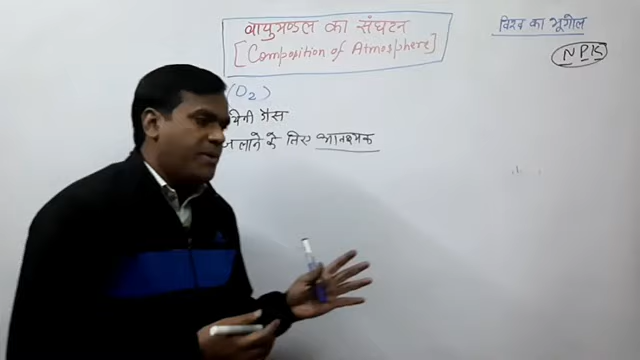 वायुमण्डल का संघटन
[Composition of Atmosphere]
विश्व का भूगोल
NPK
(O2)
गैस
जलाने के लिए आवश्यक